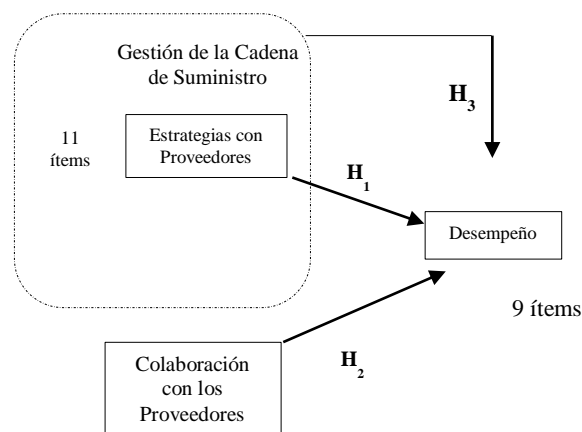 Gestión de la Cadena
de Suministro
H3
11
ítems
Estrategias con
Proveedores
H1
Desempeño
9 ítems
Colaboración
con los
Proveedores
H2